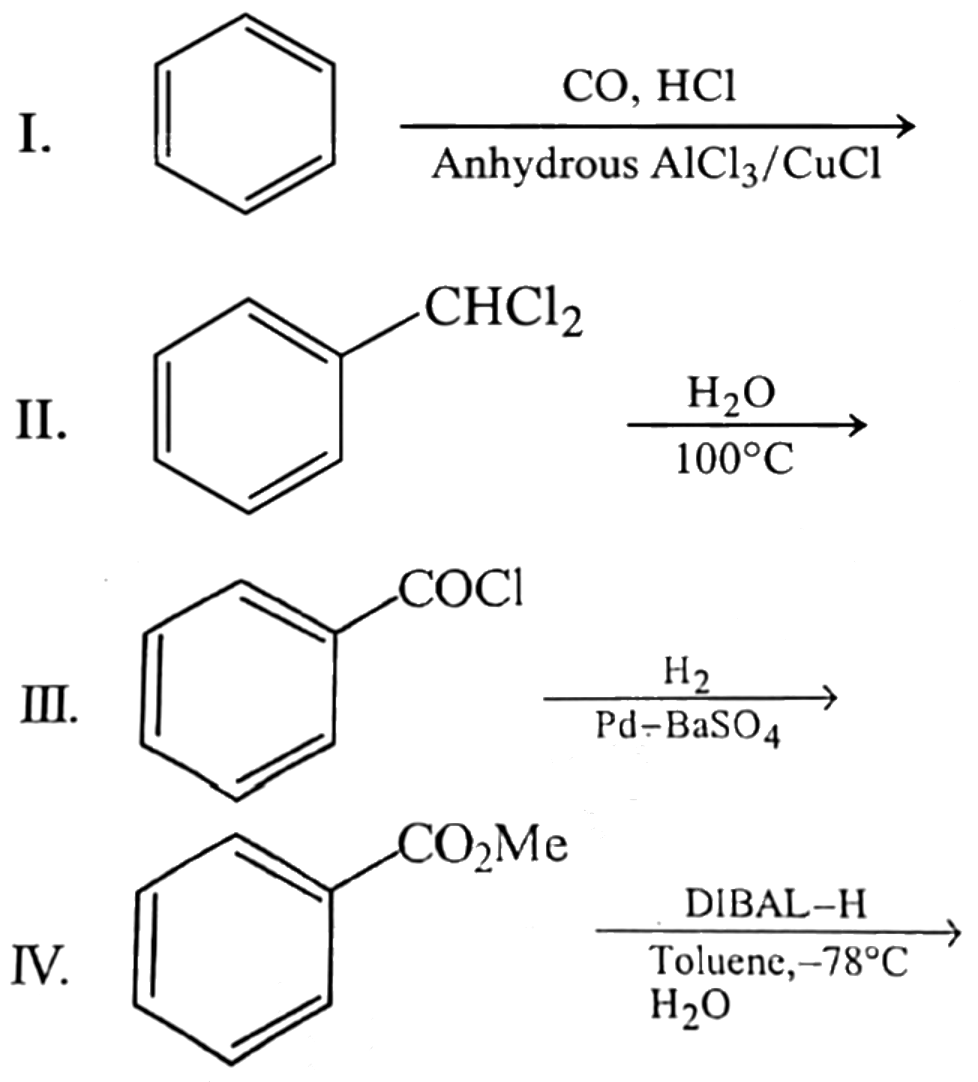 I.
CO, HCl
Anhydrous AlCl₃/CuCl
CHCl₂
II.
H₂O
100°C
COCl
III.
H₂
Pd–BaSO₄
CO₂Me
IV.
DIBAL–H
Toluene,–78°C
H₂O